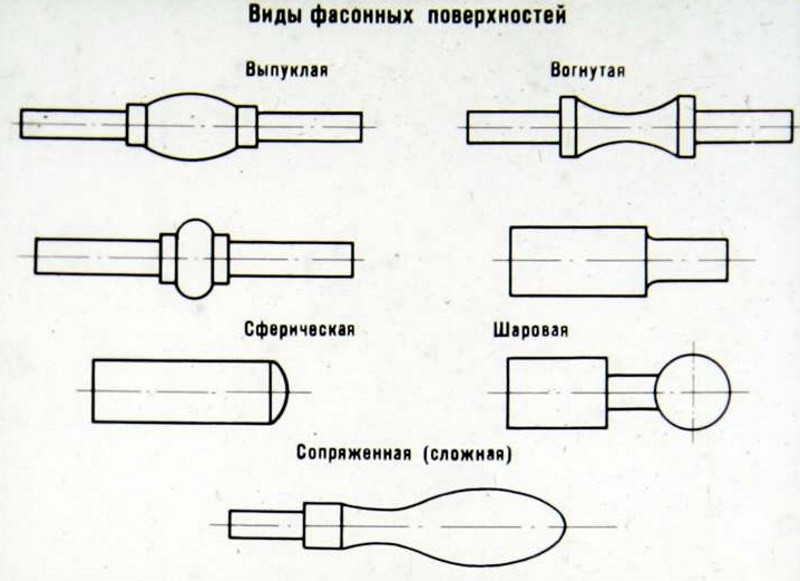 Виды фасонных поверхностей
Выпуклая
Вогнутая
Сферическая
Шаровая
Сопряженная (сложная)